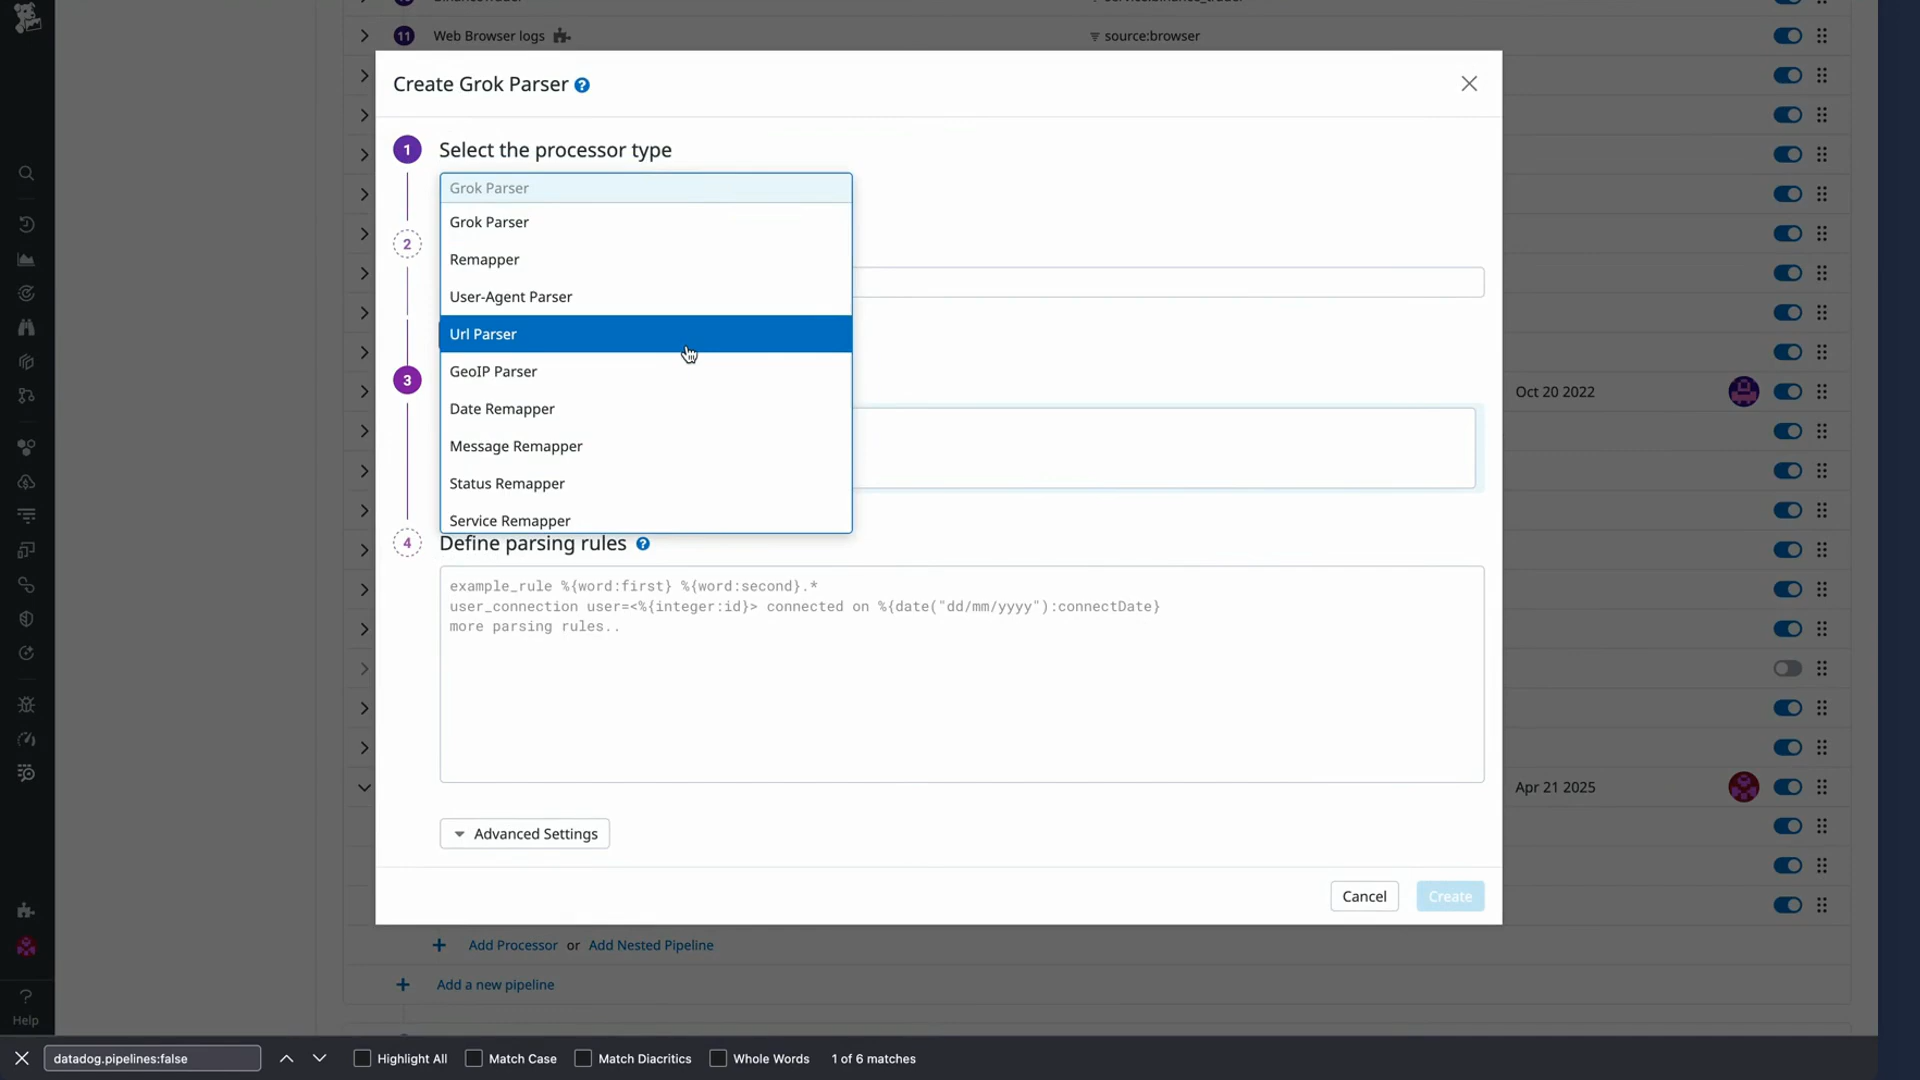 11 Web Browser logs source:browser
Create Grok Parser ?
1 Select the processor type
Grok Parser
Grok Parser
2
Remapper
User-Agent Parser
Url Parser
GeoIP Parser
3
Oct 20 2022
Date Remapper
Message Remapper
Status Remapper
Service Remapper
4 Define parsing rules ?
example_rule %{word:first} %{word:second}.*
user_connection user=<%{integer:id}> connected on %{date("dd/mm/yyyy"):connectDate}
more parsing rules..
Apr 21 2025
Advanced Settings
Cancel Create
+ Add Processor or Add Nested Pipeline
+ Add a new pipeline
? Help
datadog.pipelines:false Highlight All Match Case Match Diacritics Whole Words 1 of 6 matches